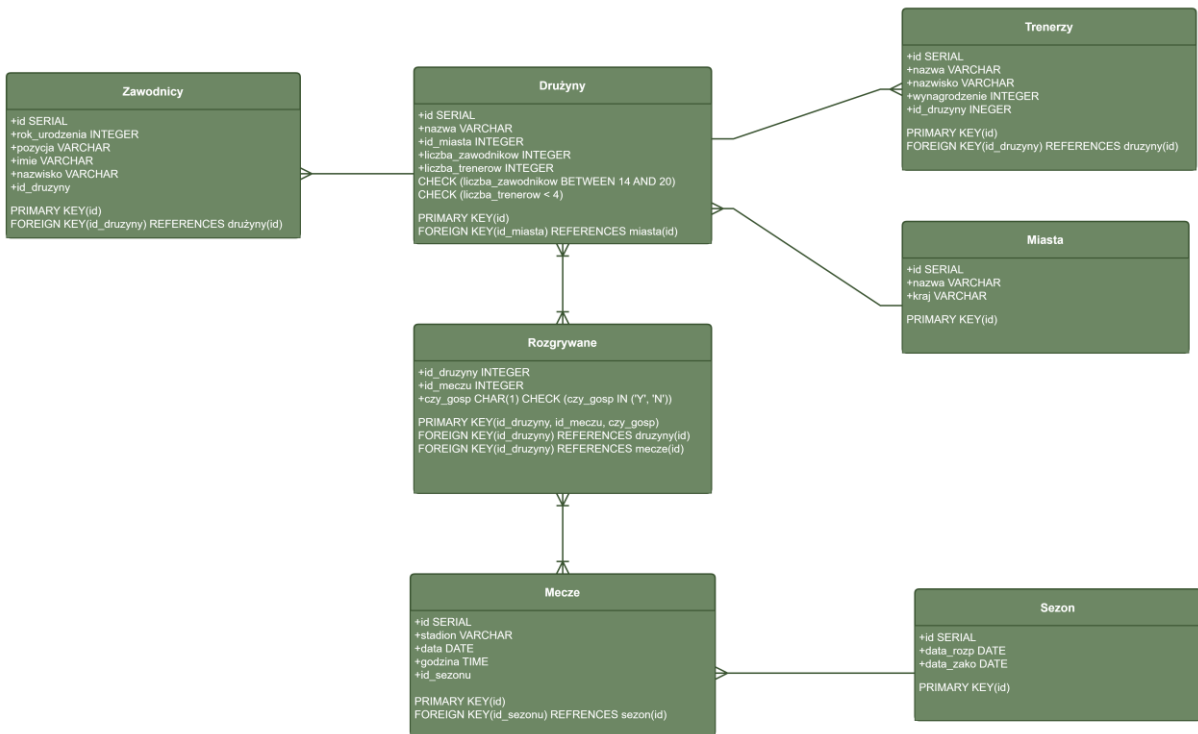 Zawodnicy
+id SERIAL
+rok_urodzenia INTEGER
+pozycja VARCHAR
+imie VARCHAR
+nazwisko VARCHAR
+id_druzyny
PRIMARY KEY(id)
FOREIGN KEY(id_druzyny) REFERENCES drużyny(id)
Drużyny
+id SERIAL
+nazwa VARCHAR
+id_miasta INTEGER
+liczba_zawodnikow INTEGER
+liczba_trenerow INTEGER
CHECK (liczba_zawodnikow BETWEEN 14 AND 20)
CHECK (liczba_trenerow < 4)
PRIMARY KEY(id)
FOREIGN KEY(id_miasta) REFERENCES miasta(id)
Trenerzy
+id SERIAL
+nazwa VARCHAR
+nazwisko VARCHAR
+wynagrodzenie INTEGER
+id_druzyny INEGER
PRIMARY KEY(id)
FOREIGN KEY(id_druzyny) REFERENCES druzyny(id)
Miasta
+id SERIAL
+nazwa VARCHAR
+kraj VARCHAR
PRIMARY KEY(id)
Rozgrywane
+id_druzyny INTEGER
+id_meczu INTEGER
+czy_gosp CHAR(1) CHECK (czy_gosp IN ('Y', 'N'))
PRIMARY KEY(id_druzyny, id_meczu, czy_gosp)
FOREIGN KEY(id_druzyny) REFERENCES druzyny(id)
FOREIGN KEY(id_druzyny) REFERENCES mecze(id)
Mecze
+id SERIAL
+stadion VARCHAR
+data DATE
+godzina TIME
+id_sezonu
PRIMARY KEY(id)
FOREIGN KEY(id_sezonu) REFRENCES sezon(id)
Sezon
+id SERIAL
+data_rozp DATE
+data_zako DATE
PRIMARY KEY(id)